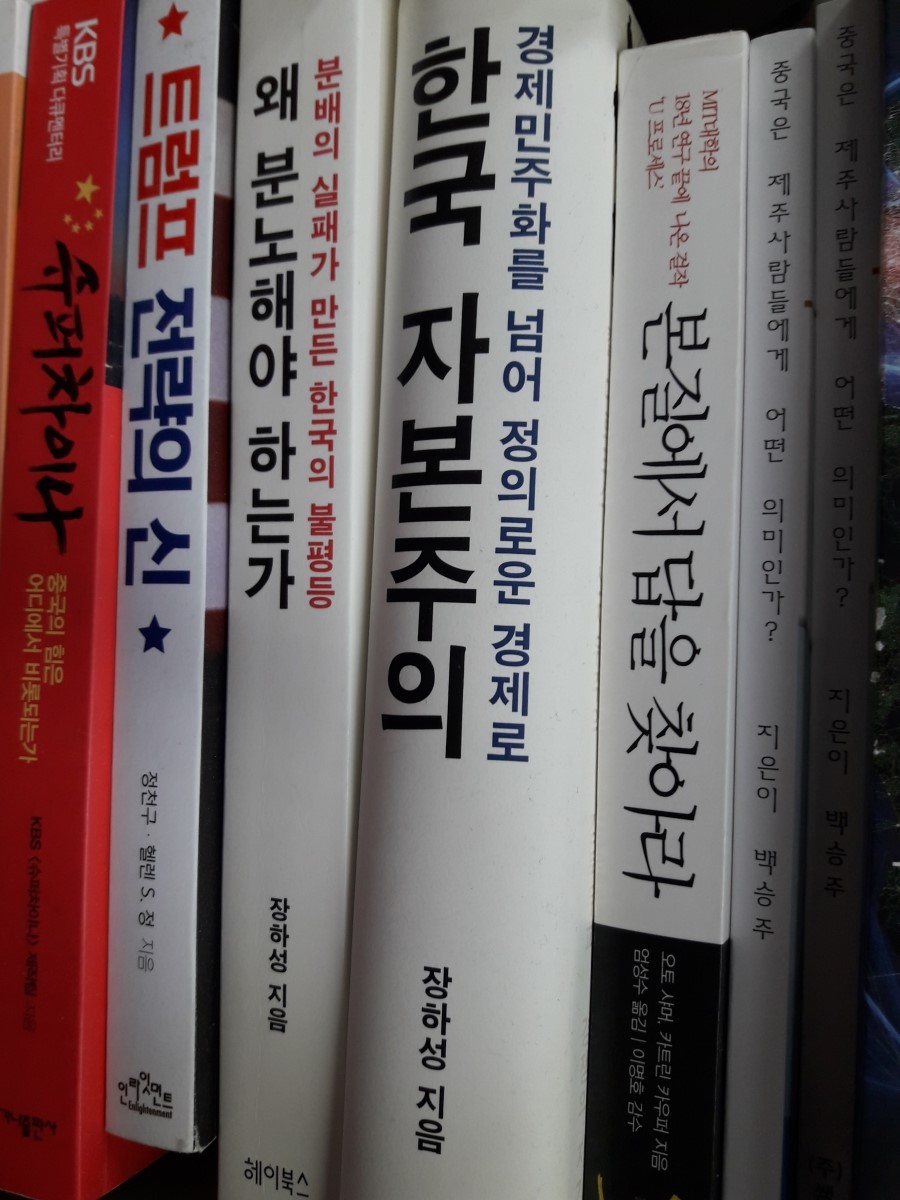 KBS
특별기획 다큐멘터리
슈퍼차이나
중국의 힘은
어디에서 비롯되는가
KBS 〈슈퍼차이나〉 제작팀 지음
트럼프 전략의 신
정천구 · 헬렌 S. 정 지음
인라잇먼트
Enlightenment
분배의 실패가 만든 한국의 불평등
왜 분노해야 하는가
장하성 지음
헤이북스
경제민주화를 넘어 정의로운 경제로
한국 자본주의
장하성 지음
MIT대학의
18년 연구 끝에 나온 걸작
'U 프로세스'
본질에서 답을 찾아라
오토 샤머, 카트린 카우퍼 지음
엄성수 옮김 | 이명호 감수
중국은 제주사람들에게 어떤 의미인가? 지은이 백승주
중국은 제주사람들에게 어떤 의미인가? 지은이 백승주
(주)